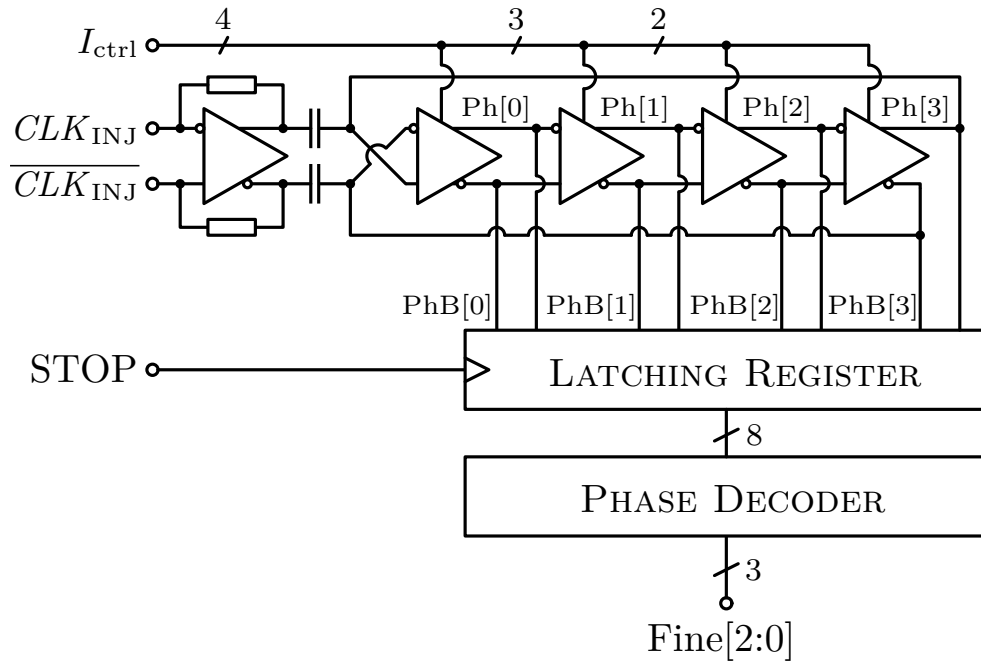 4 3 2
I_ctrl
Ph[0] Ph[1] Ph[2] Ph[3]
CLK_INJ
\overline{CLK_INJ}
PhB[0] PhB[1] PhB[2] PhB[3]
STOP
LATCHING REGISTER
8
PHASE DECODER
3
Fine[2:0]